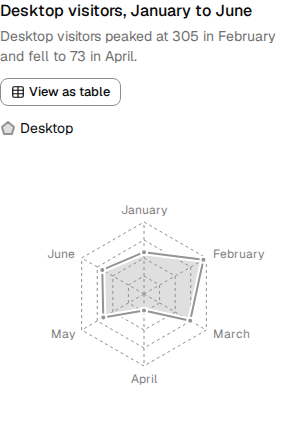 Desktop visitors, January to June
Desktop visitors peaked at 305 in February
and fell to 73 in April.
View as table
Desktop
January
June
February
May
March
April